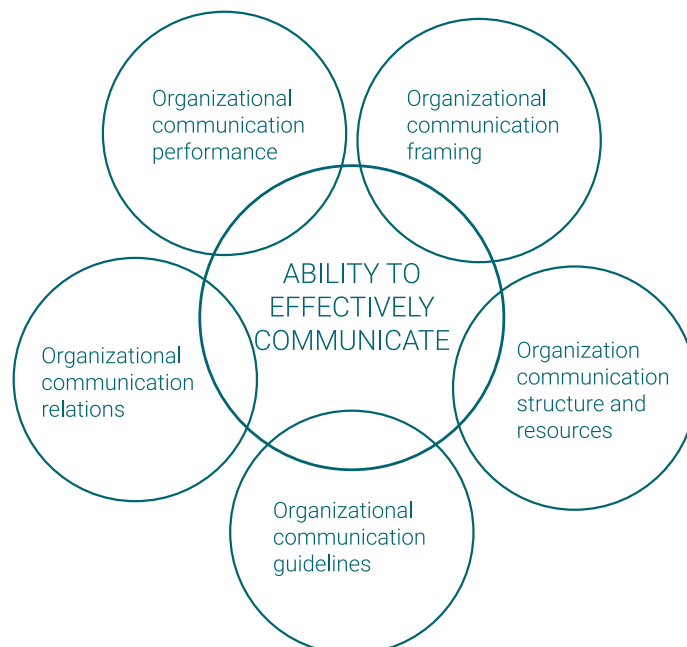 Organizational
communication
performance
Organizational
communication
framing
ABILITY TO
EFFECTIVELY
COMMUNICATE
Organizational
communication
relations
Organization
communication
structure and
resources
Organizational
communication
guidelines